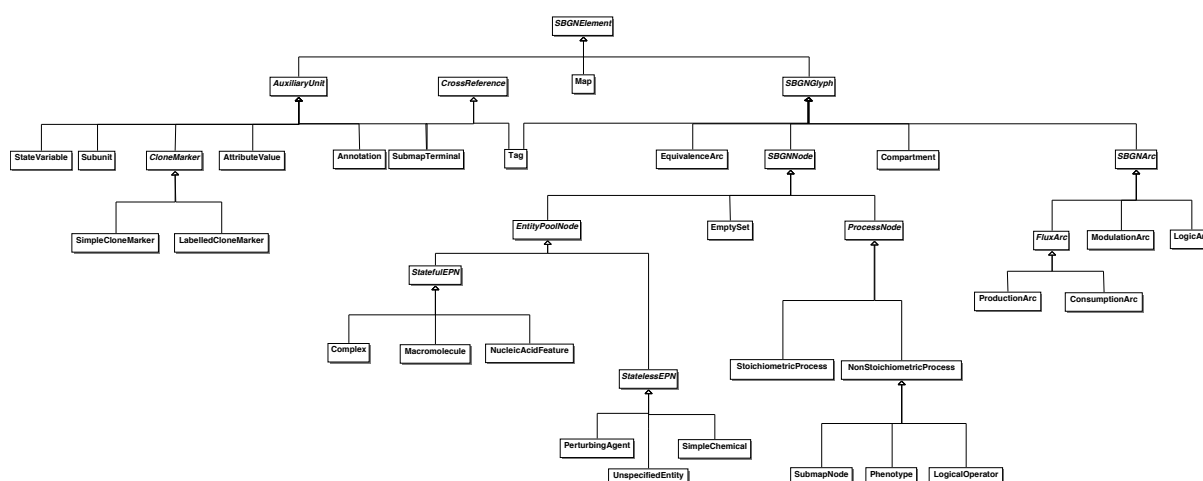 SBGNElement
AuxiliaryUnit
CrossReference
Map
SBGNGlyph
StateVariable
Subunit
CloneMarker
AttributeValue
Annotation
SubmapTerminal
Tag
EquivalenceArc
SBGNNode
Compartment
SBGNArc
SimpleCloneMarker
LabelledCloneMarker
EntityPoolNode
EmptySet
ProcessNode
FluxArc
ModulationArc
LogicAr
StatefulEPN
ProductionArc
ConsumptionArc
Complex
Macromolecule
NucleicAcidFeature
StoichiometricProcess
NonStoichiometricProcess
StatelessEPN
PerturbingAgent
SimpleChemical
UnspecifiedEntity
SubmapNode
Phenotype
LogicalOperator